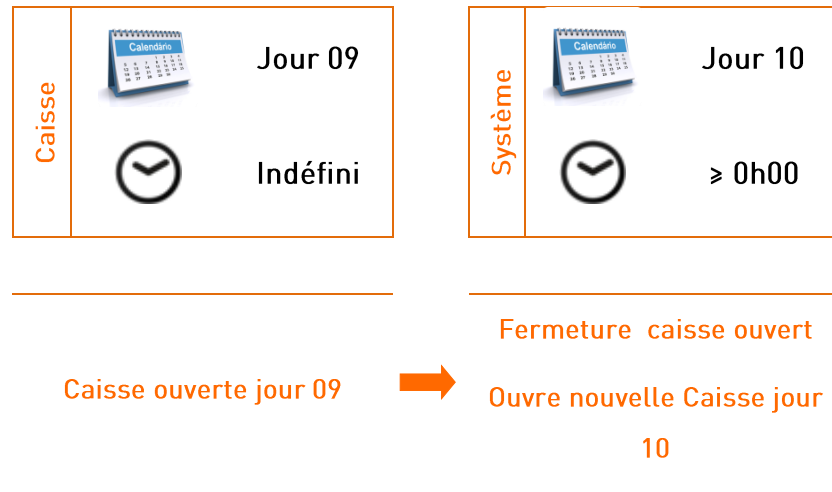 Caisse
Calendário
Jour 09
Indéfini
Système
Calendário
Jour 10
≥ 0h00
Caisse ouverte jour 09
Fermeture caisse ouvert
Ouvre nouvelle Caisse jour
10